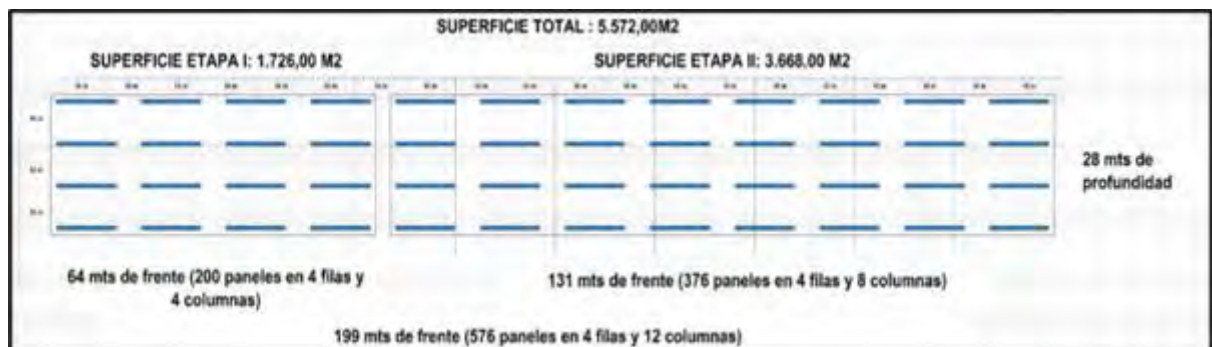 SUPERFICIE TOTAL : 5.572,00M2
SUPERFICIE ETAPA I: 1.726,00 M2
SUPERFICIE ETAPA II: 3.668,00 M2
28 mts de
profundidad
64 mts de frente (200 paneles en 4 filas y
4 columnas)
131 mts de frente (376 paneles en 4 filas y 8 columnas)
199 mts de frente (576 paneles en 4 filas y 12 columnas)